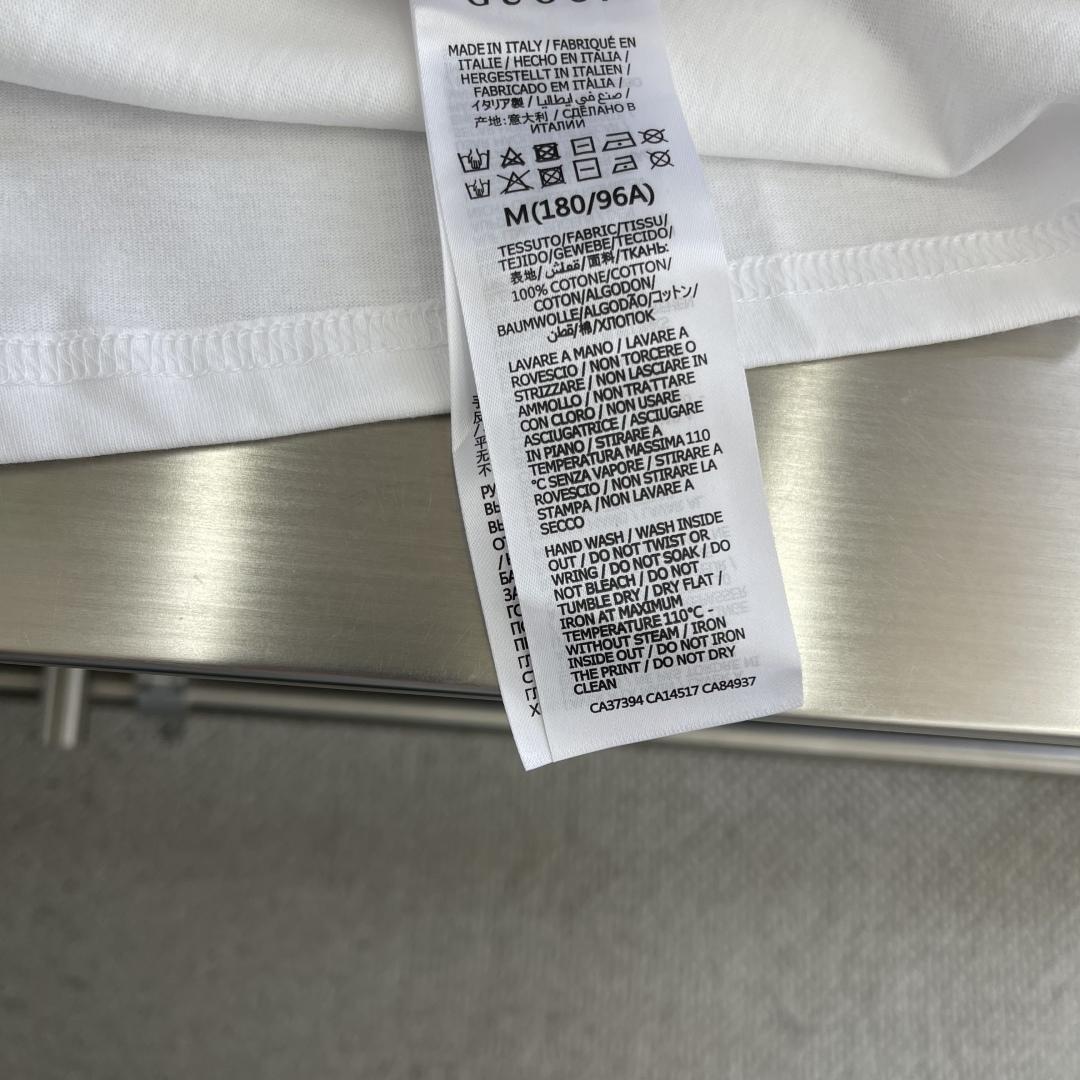 GUCCI
MADE IN ITALY / FABRIQUÉ EN
ITALIE / HECHO EN ITALIA /
HERGESTELLT IN ITALIEN /
FABRICADO EM ITÀLIA /
イタリア製 / صنع في ايطاليا /
产地:意大利 / СДЕЛАНО В
ИТАЛИИ
M(180/96A)
TESSUTO/FABRIC/TISSU/
TEJIDO/GEWEBE/TECIDO/
表地/قماش/面料/ТКАНЬ:
100% COTONE/COTTON/
COTON/ALGODON/
BAUMWOLLE/ALGODÃO/コットン/
قطن/棉/ХЛОПОК
LAVARE A MANO / LAVARE A
ROVESCIO / NON TORCERE O
STRIZZARE / NON LASCIARE IN
AMMOLLO / NON TRATTARE
CON CLORO / NON USARE
ASCIUGATRICE / ASCIUGARE
IN PIANO / STIRARE A
TEMPERATURA MASSIMA 110
°C SENZA VAPORE / STIRARE A
ROVESCIO / NON STIRARE LA
STAMPA /NON LAVARE A
SECCO
HAND WASH / WASH INSIDE
OUT / DO NOT TWIST OR
WRING / DO NOT SOAK / DO
NOT BLEACH / DO NOT
TUMBLE DRY / DRY FLAT /
IRON AT MAXIMUM
TEMPERATURE 110°C -
WITHOUT STEAM / IRON
INSIDE OUT / DO NOT IRON
THE PRINT / DO NOT DRY
CLEAN
CA37394 CA14517 CA84937